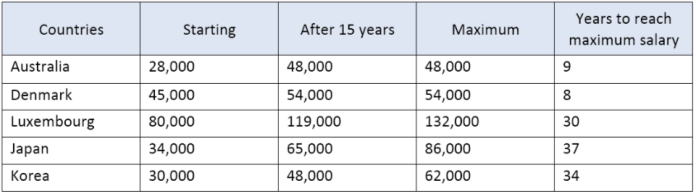 Countries Starting After 15 years Maximum Years to reach maximum salary
Australia 28,000 48,000 48,000 9
Denmark 45,000 54,000 54,000 8
Luxembourg 80,000 119,000 132,000 30
Japan 34,000 65,000 86,000 37
Korea 30,000 48,000 62,000 34